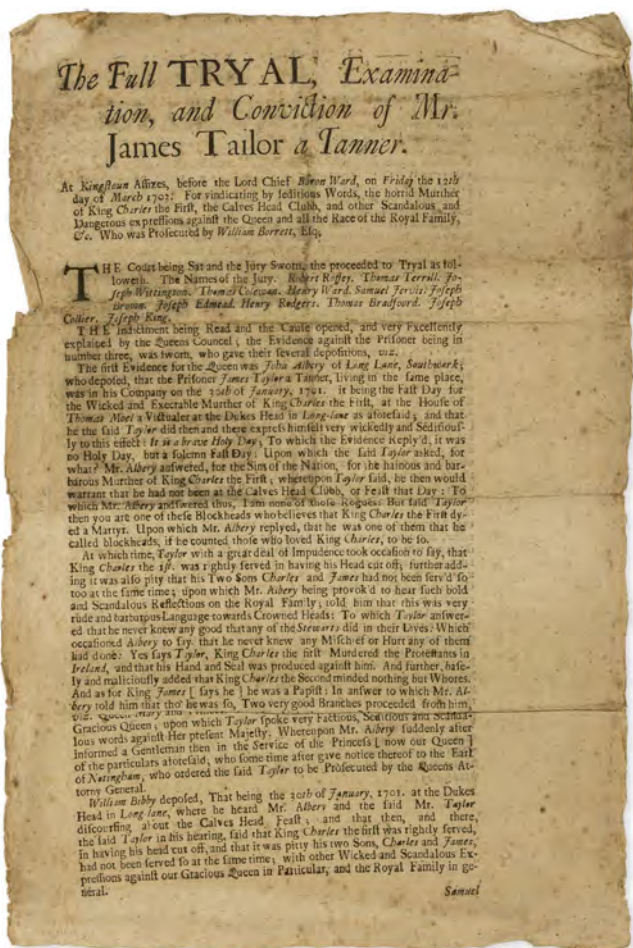 The Full TRYAL, Examina-
tion, and Conviction of Mr.
James Tailor a Tanner.
At Kingſtoun Aſſizes, before the Lord Chief Baron Ward, on Friday the 12th
day of March 1702: For vindicating by ſeditious Words, the horrid Murther
of King Charles the Firſt, the Calves Head Clubb, and other Scandalous and
Dangerous expreſſions againſt the Queen and all the Race of the Royal Family,
&c. Who was Proſecuted by William Borrett, Eſq;
THE Court being Sat and the Jury Sworn, the proceeded to Tryal as fol-
loweth. The Names of the Jury. Robert Roffey. Thomas Terrell. Jo-
ſeph Wittington. Thomas Colewan. Henry Ward. Samuel Jervis. Joſeph
Broown. Joſeph Edmead. Henry Rodgers. Thomas Bradfoord. Joſeph
Collier. Joſeph King.
THE Indictment being Read and the Cauſe opened, and very Excellently
explained by the Queens Councel; the Evidence againſt the Priſoner being in
number three, was ſworn, who gave their ſeveral depoſitions, viz.
The firſt Evidence for the Queen was John Albery of Long Lane, Southwark;
who depoſed, that the Priſoner James Taylor a Tanner, living in the ſame place,
was in his Company on the 30th of January, 1701. it being the Faſt Day for
the Wicked and Execrable Murther of King Charles the Firſt, at the Houſe of
Thomas Moel a Victualer at the Dukes Head in Long-lane as aforeſaid; and that
he the ſaid Taylor did then and there expreſs himſelf very wickedly and Seditiouſ-
ly to this effect: It is a brave Holy Day; To which the Evidence Reply'd, it was
no Holy Day, but a ſolemn Faſt Day: Upon which the ſaid Taylor asked, for
what? Mr. Albery anſwered, for the Sins of the Nation, for the hainous and bar-
barous Murther of King Charles the Firſt; whereupon Taylor ſaid, he then would
warrant that he had not been at the Calves Head Clubb, or Feaſt that Day: To
which Mr. Albery anſwered thus, I am none of thoſe Rogues: But ſaid Taylor
then you are one of theſe Blockheads who believes that King Charles the Firſt dy-
ed a Martyr. Upon which Mr. Albery replyed, that he was one of them that he
called blockheads, if he counted thoſe who loved King Charles, to be ſo.
At which time, Taylor with a great deal of Impudence took occaſion to ſay, that
King Charles the 1ſt. was rightly ſerved in having his Head cut off; further add-
ing it was alſo pity that his Two Sons Charles and James had not been ſerv'd ſo
too at the ſame time; upon which Mr. Albery being provok'd to hear ſuch bold
and Scandalous Reflections on the Royal Family; told him that this was very
rude and barbarous Language towards Crowned Heads: To which Taylor anſwer-
ed that he never knew any good that any of the Stewarts did in their Lives: Which
occaſioned Albery to ſay that he never knew any Miſchief or Hurt any of them
had done: Yes ſays Taylor, King Charles the firſt Murdered the Proteſtants in
Ireland, and that his Hand and Seal was produced againſt him. And further, baſe-
ly and maliciouſly added that King Charles the Second minded nothing but Whores.
And as for King James [ ſays he ] he was a Papiſt: In anſwer to which Mr. Al-
bery told him that tho' he was ſo, Two very good Branches proceeded from him,
viz. Queen Mary and
Gracious Queen; upon which Taylor ſpoke very Factious, Seditious and Scanda-
lous words againſt Her preſent Majeſty. Whereupon Mr. Albery ſuddenly after
informed a Gentleman then in the Service of the Princeſs [ now our Queen ]
of the particulars aforeſaid, who ſome time after gave notice thereof to the Earl
of Nottingham, who ordered the ſaid Taylor to be Proſecuted by the Queens At-
torny General.
William Bibby depoſed, That being the 30th of January, 1701. at the Dukes
Head in Long-lane, where he heard Mr. Albery and the ſaid Mr. Taylor
diſcourſing about the Calves Head Feaſt; and that then, and there,
the ſaid Taylor in his hearing, ſaid that King Charles the firſt was rightly ſerved,
in having his head cut off, and that it was pitty his two Sons, Charles and James,
had not been ſerved ſo at the ſame time; with other Wicked and Scandalous Ex-
preſſions againſt our Gracious Queen in Particular, and the Royal Family in ge-
neral.
Samuel